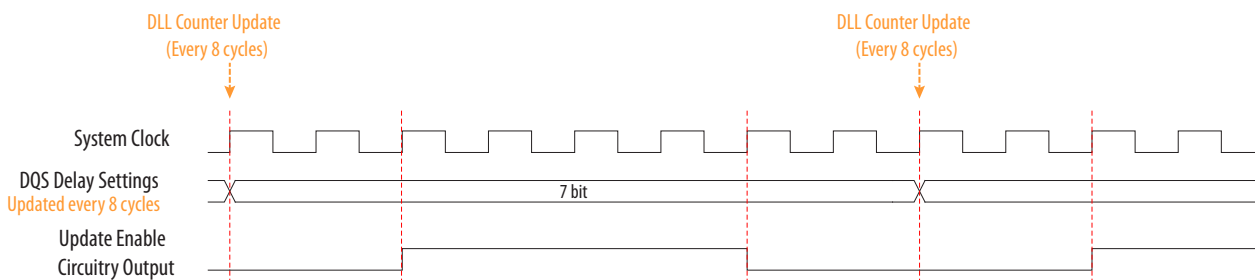 DLL Counter Update
(Every 8 cycles)
DLL Counter Update
(Every 8 cycles)
System Clock
DQS Delay Settings
Updated every 8 cycles
7 bit
Update Enable
Circuitry Output